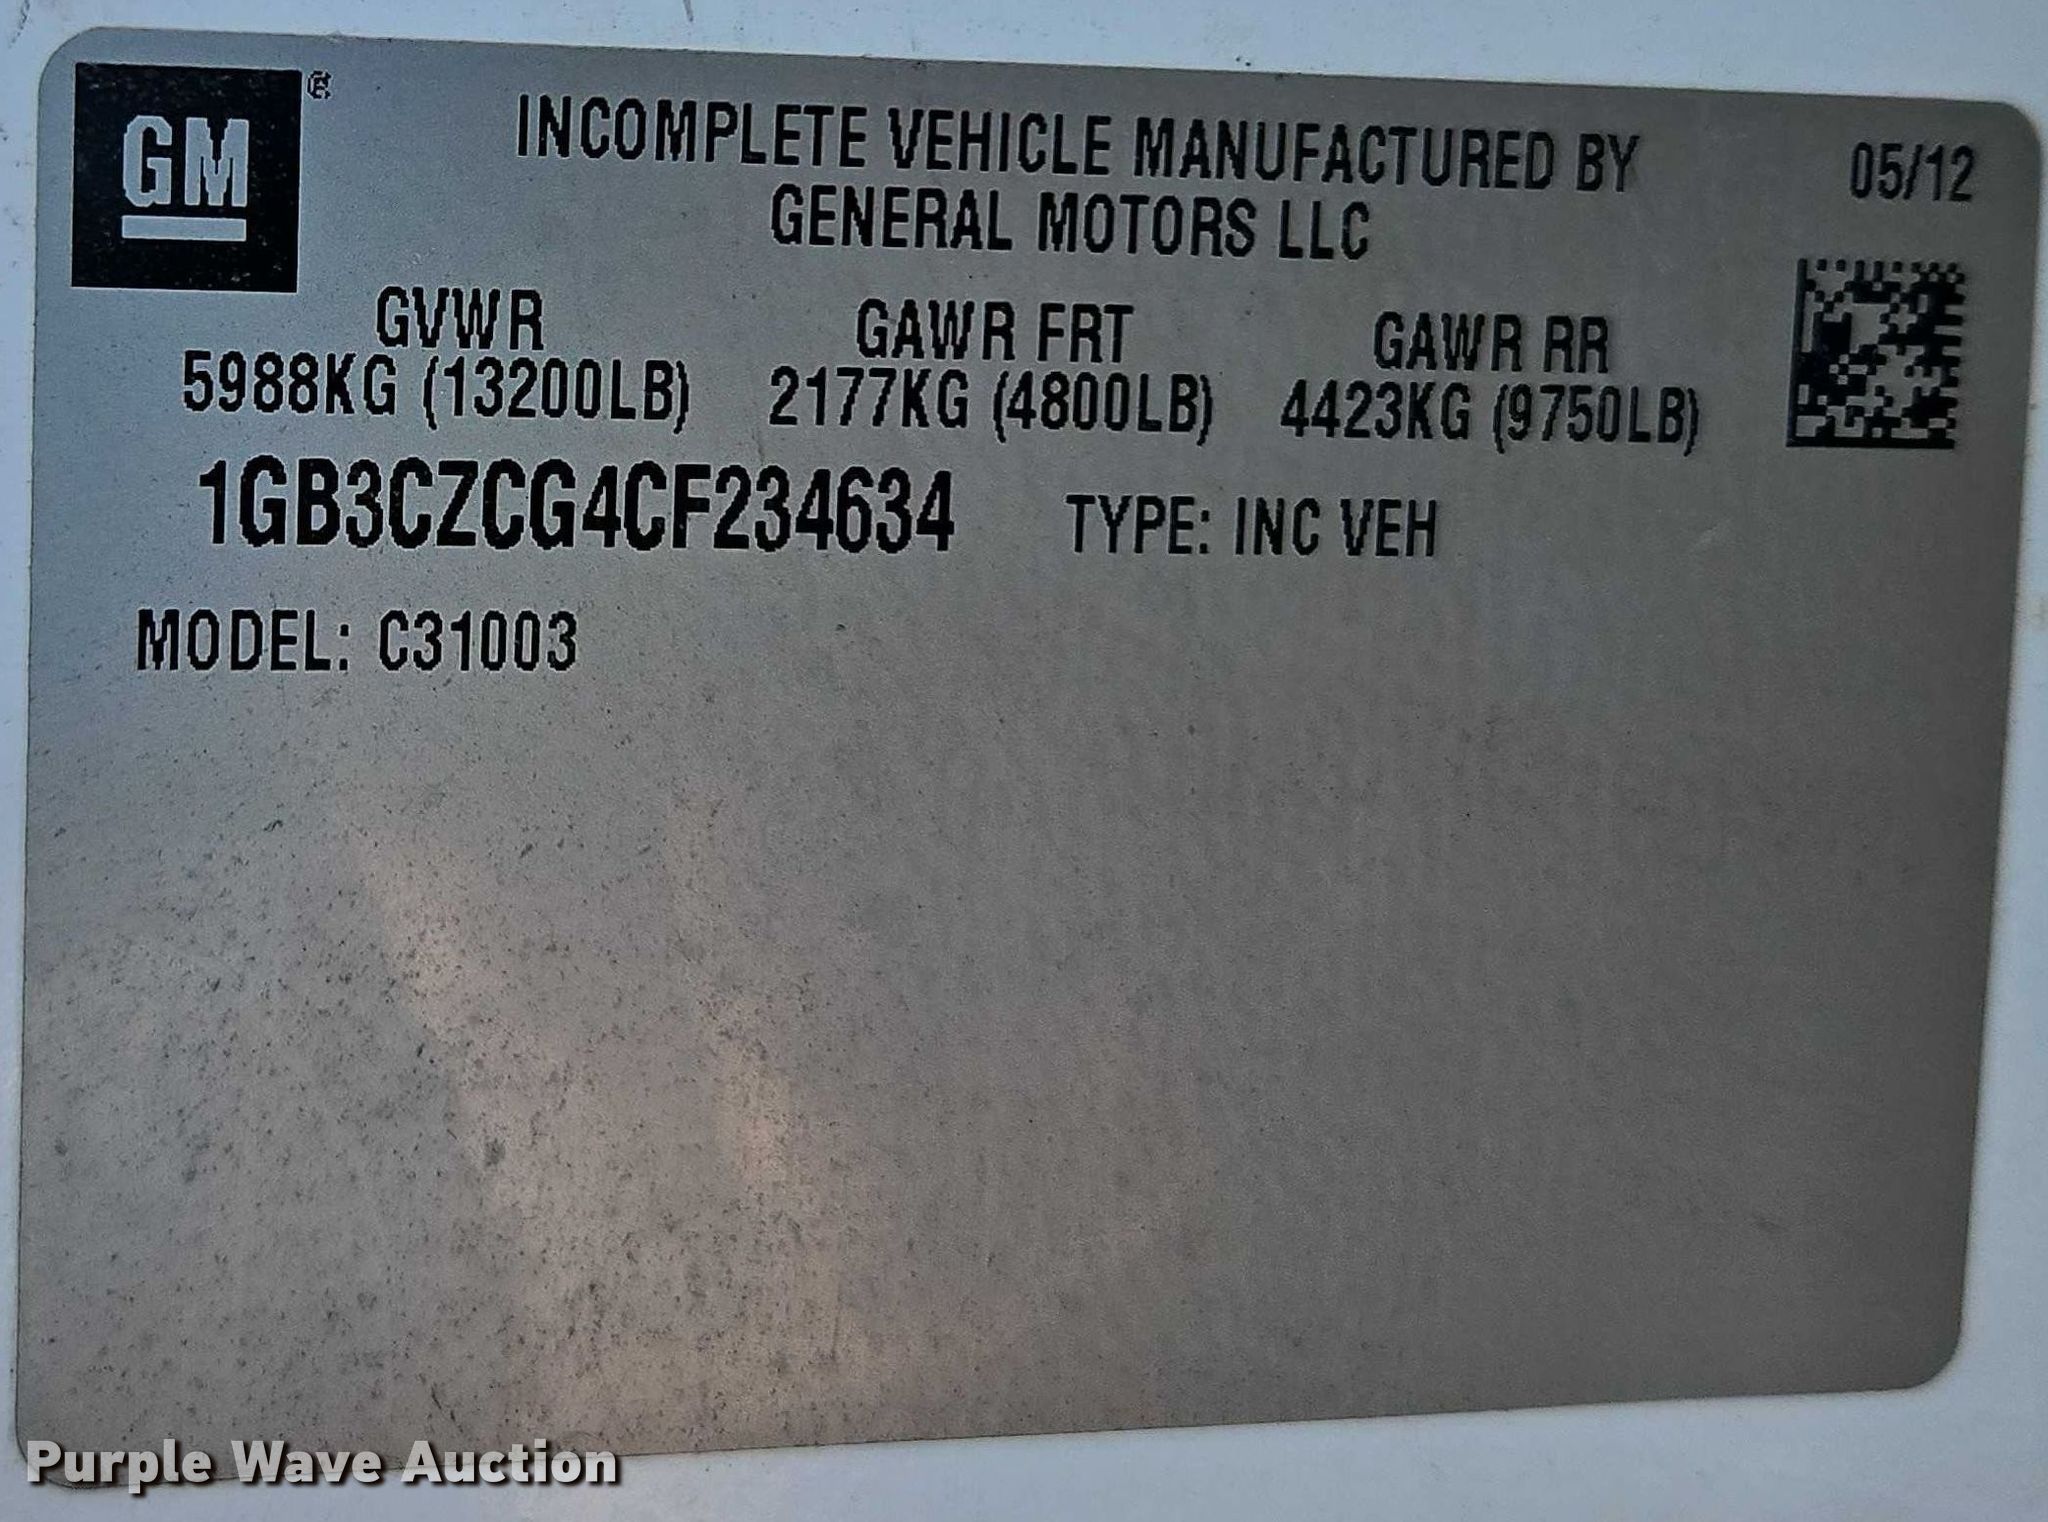 GM
®
INCOMPLETE VEHICLE MANUFACTURED BY
05/12
GENERAL MOTORS LLC
GVWR GAWR FRT GAWR RR
5988KG (13200LB) 2177KG (4800LB) 4423KG (9750LB)
1GB3CZCG4CF234634 TYPE: INC VEH
MODEL: C31003
Purple Wave Auction